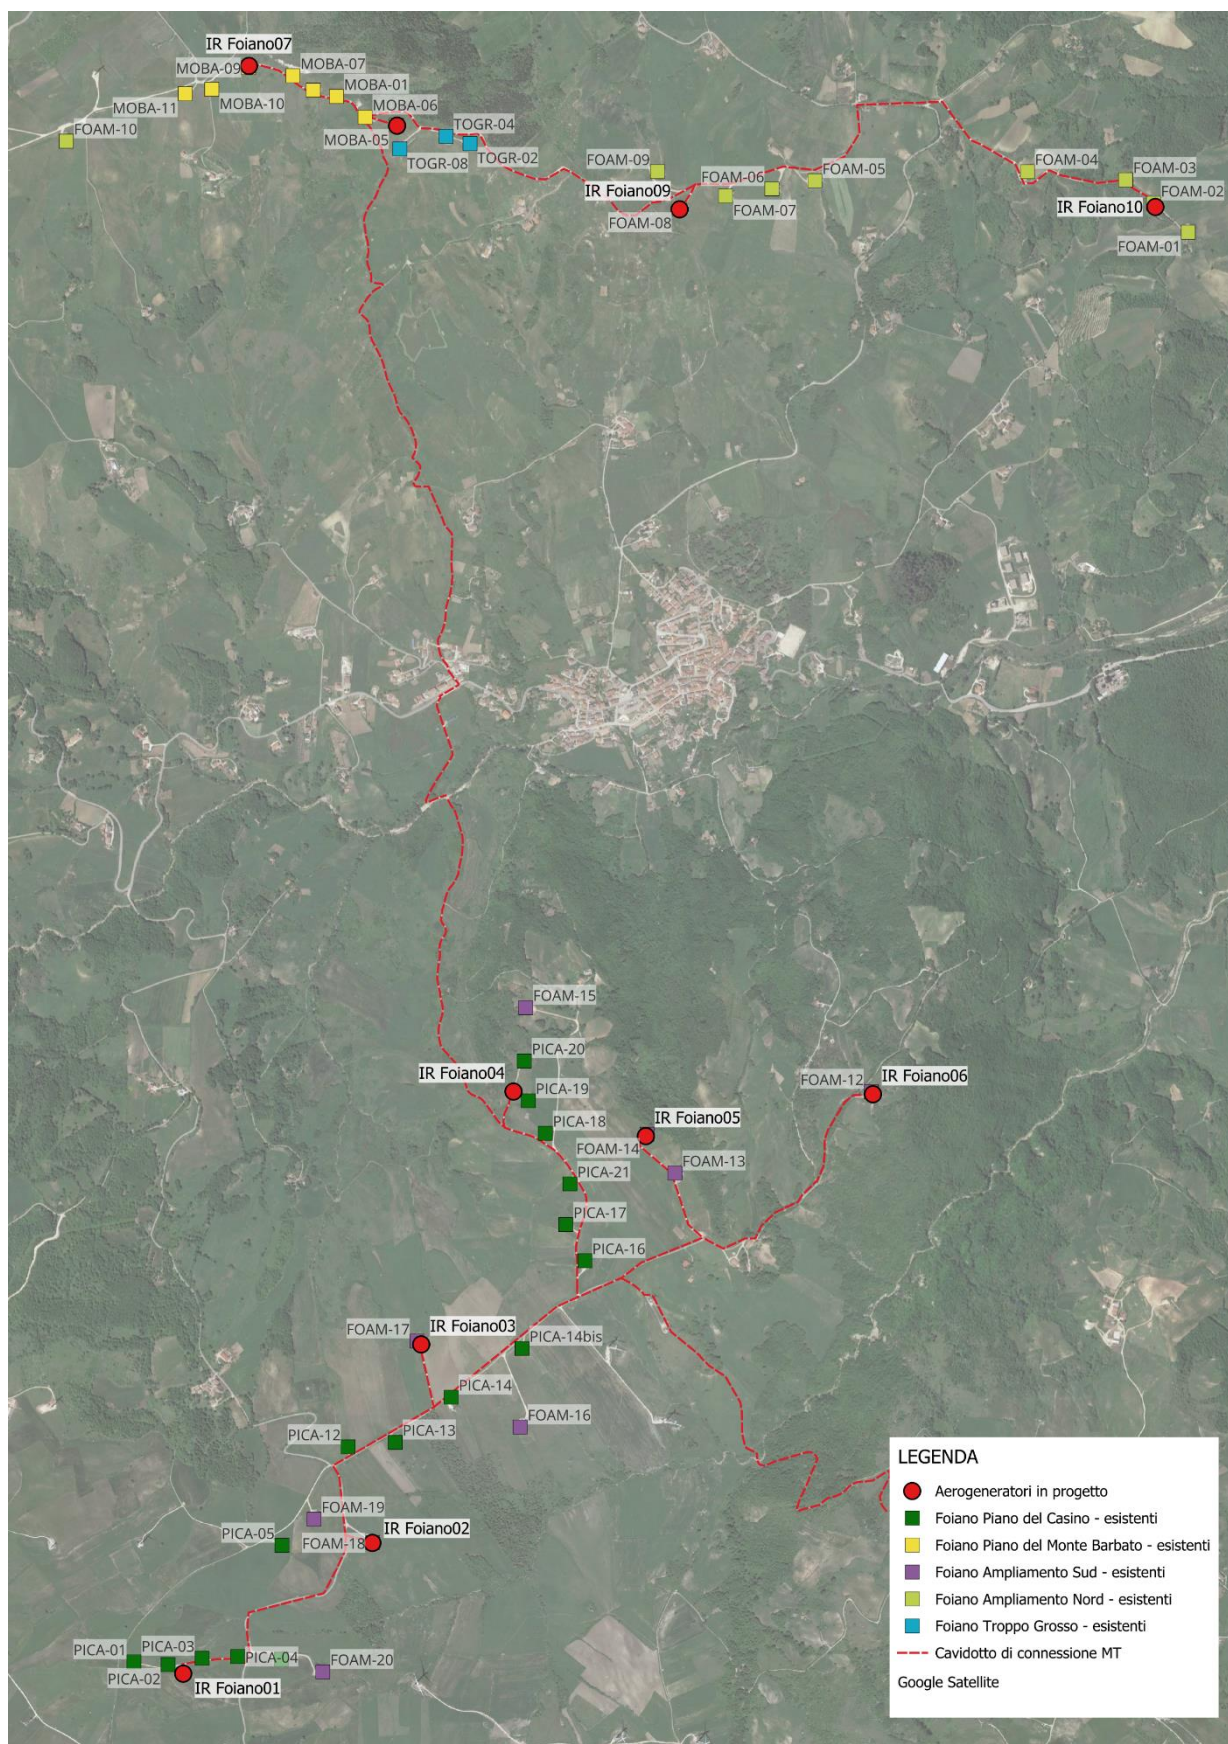 IR Foiano07
MOBA-09
MOBA-07
MOBA-01
MOBA-11
MOBA-10
MOBA-06
FOAM-10
MOBA-05
TOGR-04
TOGR-08
TOGR-02
FOAM-09
FOAM-06
FOAM-05
FOAM-04
FOAM-03
IR Foiano09
FOAM-02
FOAM-08
FOAM-07
IR Foiano10
FOAM-01
FOAM-15
PICA-20
IR Foiano04
FOAM-12
IR Foiano06
PICA-19
PICA-18
IR Foiano05
FOAM-14
PICA-21
FOAM-13
PICA-17
PICA-16
FOAM-17
IR Foiano03
PICA-14bis
PICA-14
FOAM-16
PICA-12
PICA-13
FOAM-19
PICA-05
FOAM-18
IR Foiano02
PICA-01
PICA-03
PICA-04
PICA-02
FOAM-20
IR Foiano01
LEGENDA
Aerogeneratori in progetto
Foiano Piano del Casino - esistenti
Foiano Piano del Monte Barbato - esistenti
Foiano Ampliamento Sud - esistenti
Foiano Ampliamento Nord - esistenti
Foiano Troppo Grosso - esistenti
Cavidotto di connessione MT
Google Satellite